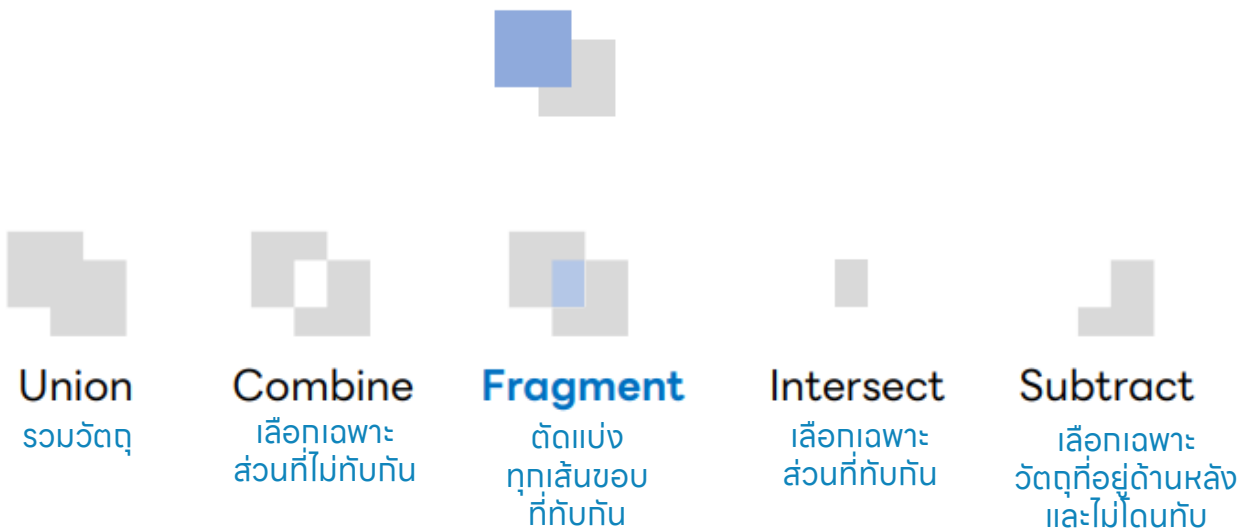 Union
รวมวัตถุ
Combine
เลือกเฉพาะ
ส่วนที่ไม่ทับกัน
Fragment
ตัดแบ่ง
ทุกเส้นขอบ
ที่ทับกัน
Intersect
เลือกเฉพาะ
ส่วนที่ทับกัน
Subtract
เลือกเฉพาะ
วัตถุที่อยู่ด้านหลัง
และไม่โดนทับ